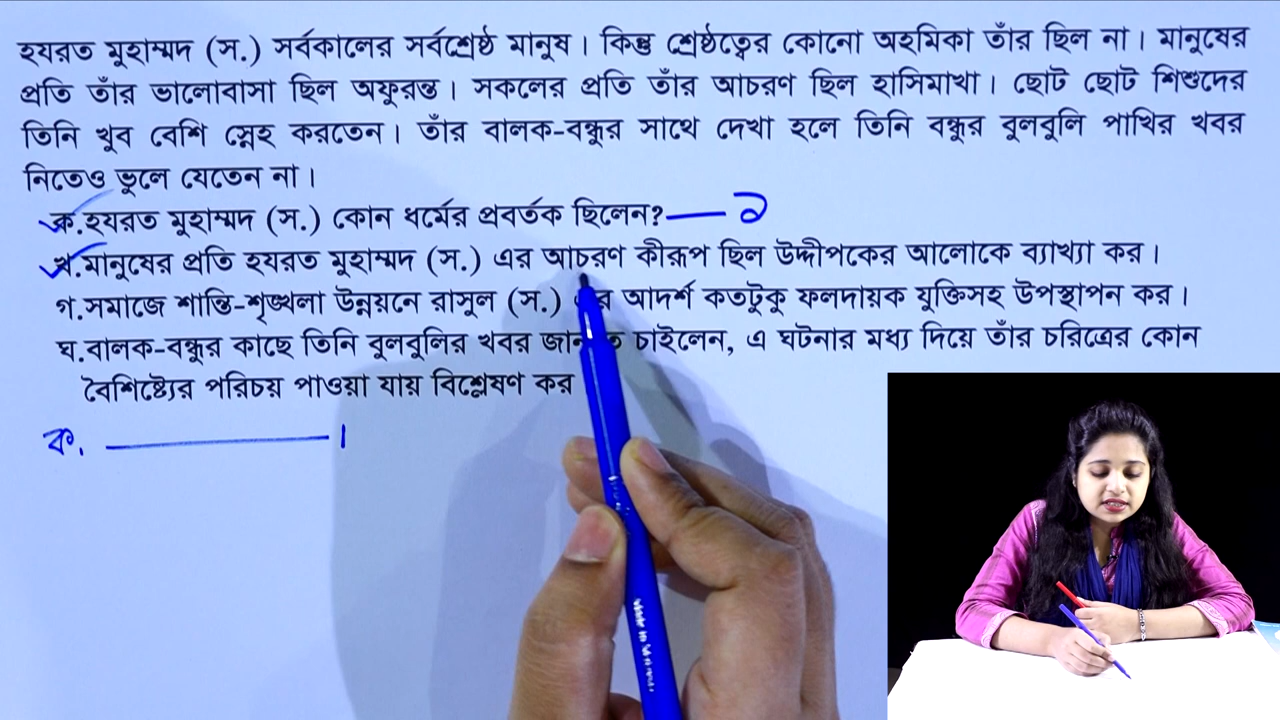 হযরত মুহাম্মদ (স.) সর্বকালের সর্বশ্রেষ্ঠ মানুষ। কিন্তু শ্রেষ্ঠত্বের কোনো অহমিকা তাঁর ছিল না। মানুষের
প্রতি তাঁর ভালোবাসা ছিল অফুরন্ত। সকলের প্রতি তাঁর আচরণ ছিল হাসিমাখা। ছোট ছোট শিশুদের
তিনি খুব বেশি স্নেহ করতেন। তাঁর বালক-বন্ধুর সাথে দেখা হলে তিনি বন্ধুর বুলবুলি পাখির খবর
নিতেও ভুলে যেতেন না।
ক.হযরত মুহাম্মদ (স.) কোন ধর্মের প্রবর্তক ছিলেন?— ১
খ.মানুষের প্রতি হযরত মুহাম্মদ (স.) এর আচরণ কীরূপ ছিল উদ্দীপকের আলোকে ব্যাখ্যা কর।
গ.সমাজে শান্তি-শৃঙ্খলা উন্নয়নে রাসুল (স.) আদর্শ কতটুকু ফলদায়ক যুক্তিসহ উপস্থাপন কর।
ঘ.বালক-বন্ধুর কাছে তিনি বুলবুলির খবর চাইলেন, এ ঘটনার মধ্য দিয়ে তাঁর চরিত্রের কোন
বৈশিষ্ট্যের পরিচয় পাওয়া যায় বিশ্লেষণ কর
ক. — ।